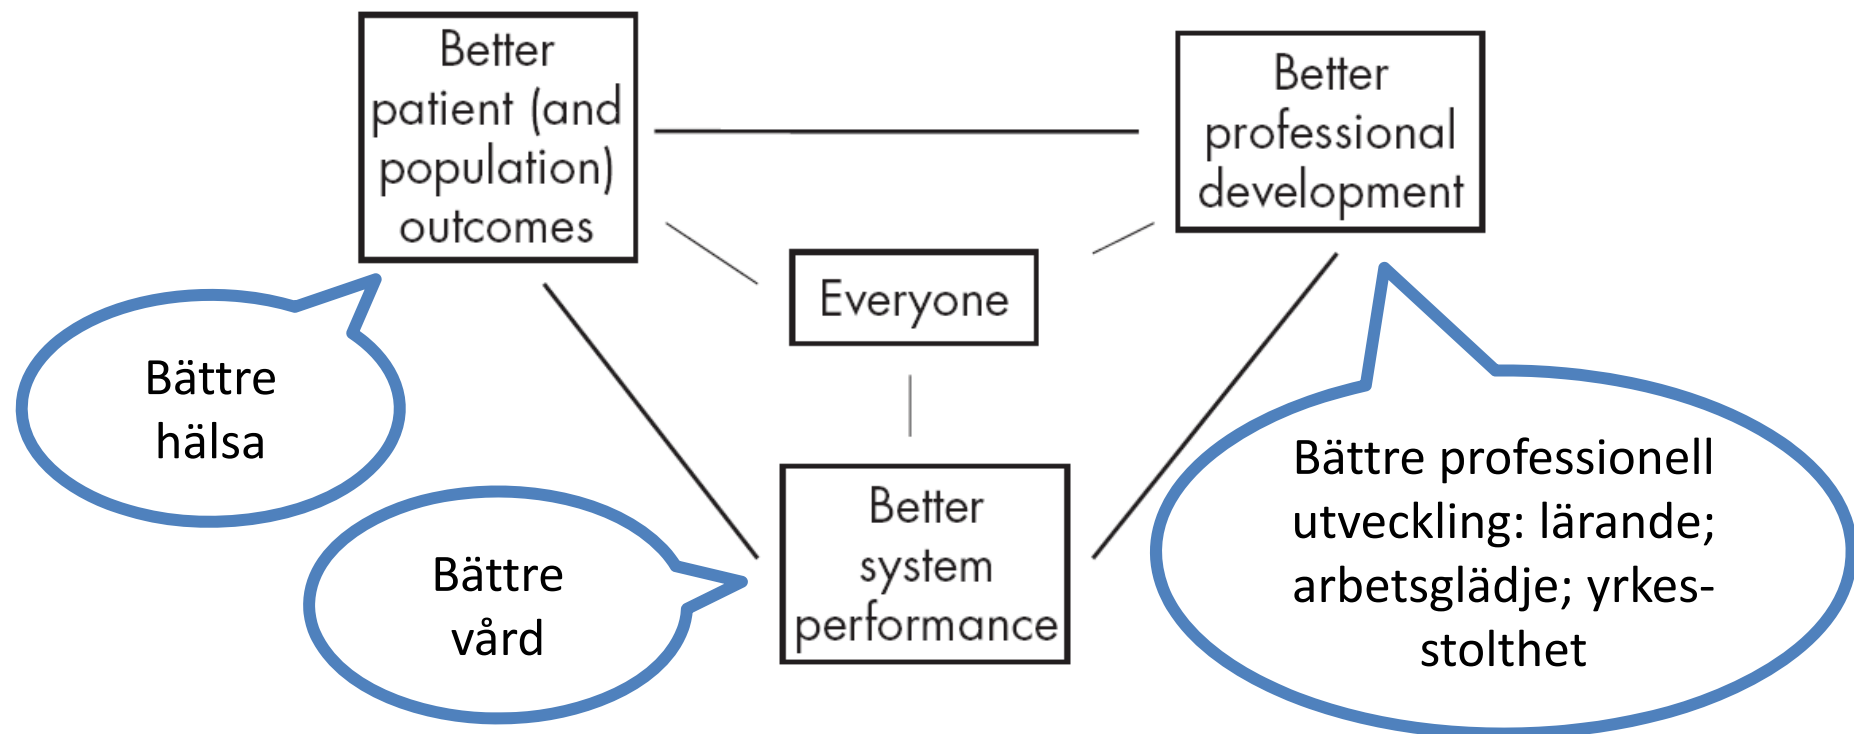 Better
patient (and
population)
outcomes
Better
professional
development
Everyone
Better
system
performance
Bättre
hälsa
Bättre
vård
Bättre professionell
utveckling: lärande;
arbetsglädje; yrkes-
stolthet